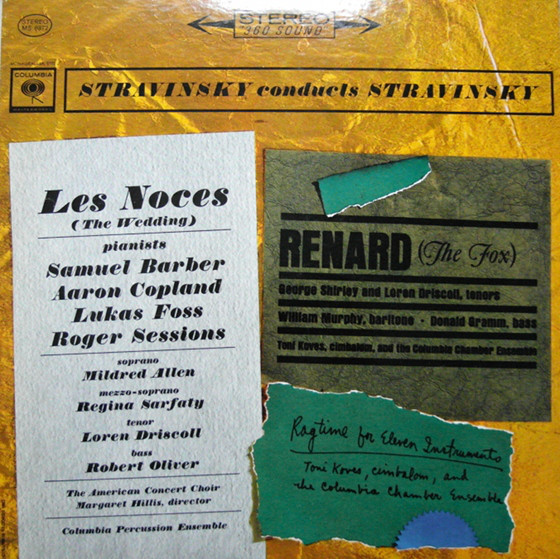 STEREO
"360 SOUND"
STEREO
MS 6372
COLUMBIA
STRAVINSKY conducts STRAVINSKY
Les Noces
(The Wedding)
pianists
Samuel Barber
Aaron Copland
Lukas Foss
Roger Sessions
soprano
Mildred Allen
mezzo-soprano
Regina Sarfaty
tenor
Loren Driscoll
bass
Robert Oliver
The American Concert Choir
Margaret Hillis, director
Columbia Percussion Ensemble
RENARD (The Fox)
George Shirley and Loren Driscoll, tenors
William Murphy, baritone • Donald Gramm, bass
Toni Koves, cimbalom, and the Columbia Chamber Ensemble
Ragtime for Eleven Instruments
Toni Koves, cimbalom, and
the Columbia Chamber Ensemble